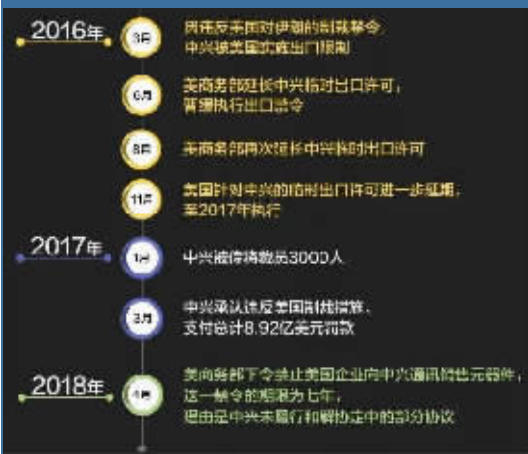 2016年
3月
因违反美国对伊朗的制裁禁令
中兴被美国实施出口限制
6月
美商务部延长中兴临时出口许可，
暂缓执行出口禁令
8月
美商务部再次延长中兴临时出口许可
11月
美国针对中兴的临时出口许可进一步延期，
至2017年执行
2017年
1月
中兴被传将裁员3000人
3月
中兴承认违反美国制裁措施，
支付总计8.92亿美元罚款
2018年
4月
美商务部下令禁止美国企业向中兴通讯销售元器件，
这一禁令的期限为七年，
理由是中兴未履行和解协定中的部分协议